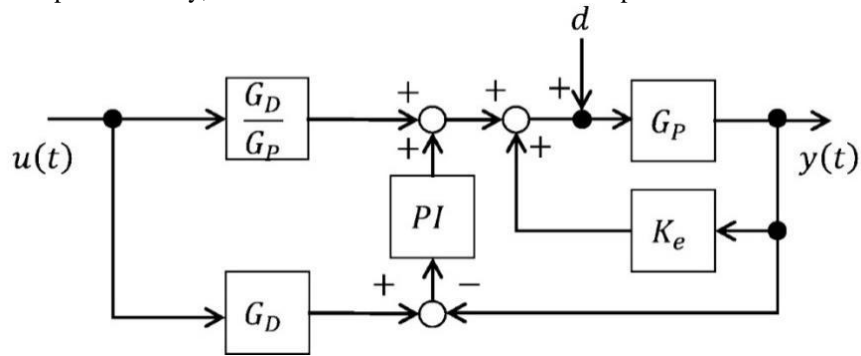 d
+ + +
G_D
G_P
G_P
u(t)
+ +
y(t)
PI
K_e
+ −
G_D